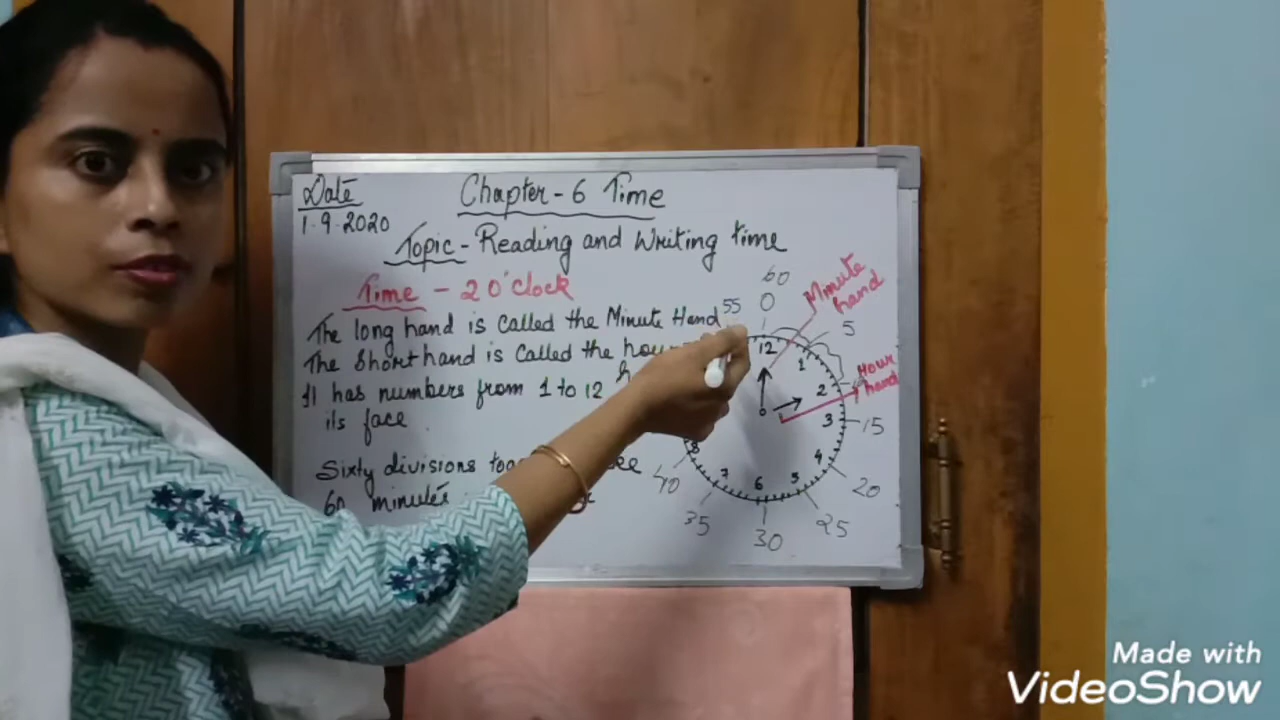 Date
1.9.2020
Chapter - 6 Time
Topic - Reading and Writing time
Time - 2 O'clock
The long hand is called the Minute Hand
The Short hand is called the hour
It has numbers from 1 to 12
its face.
Sixty divisions
60 minutes
60
0
55
5
15
20
25
30
35
40
12
1
2
3
4
5
6
7
8
Minute
hand
Hour
hand
Made with
VideoShow